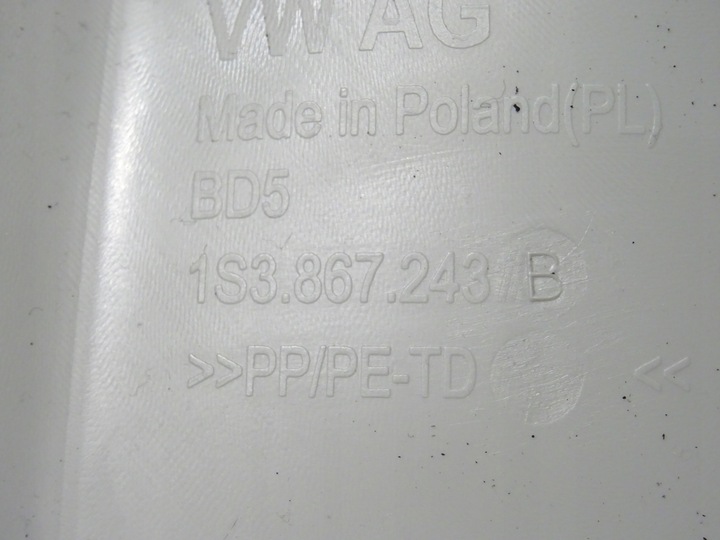 VW AG
Made in Poland(PL)
BD5
1S3.867.243 B
>>PP/PE-TD <<